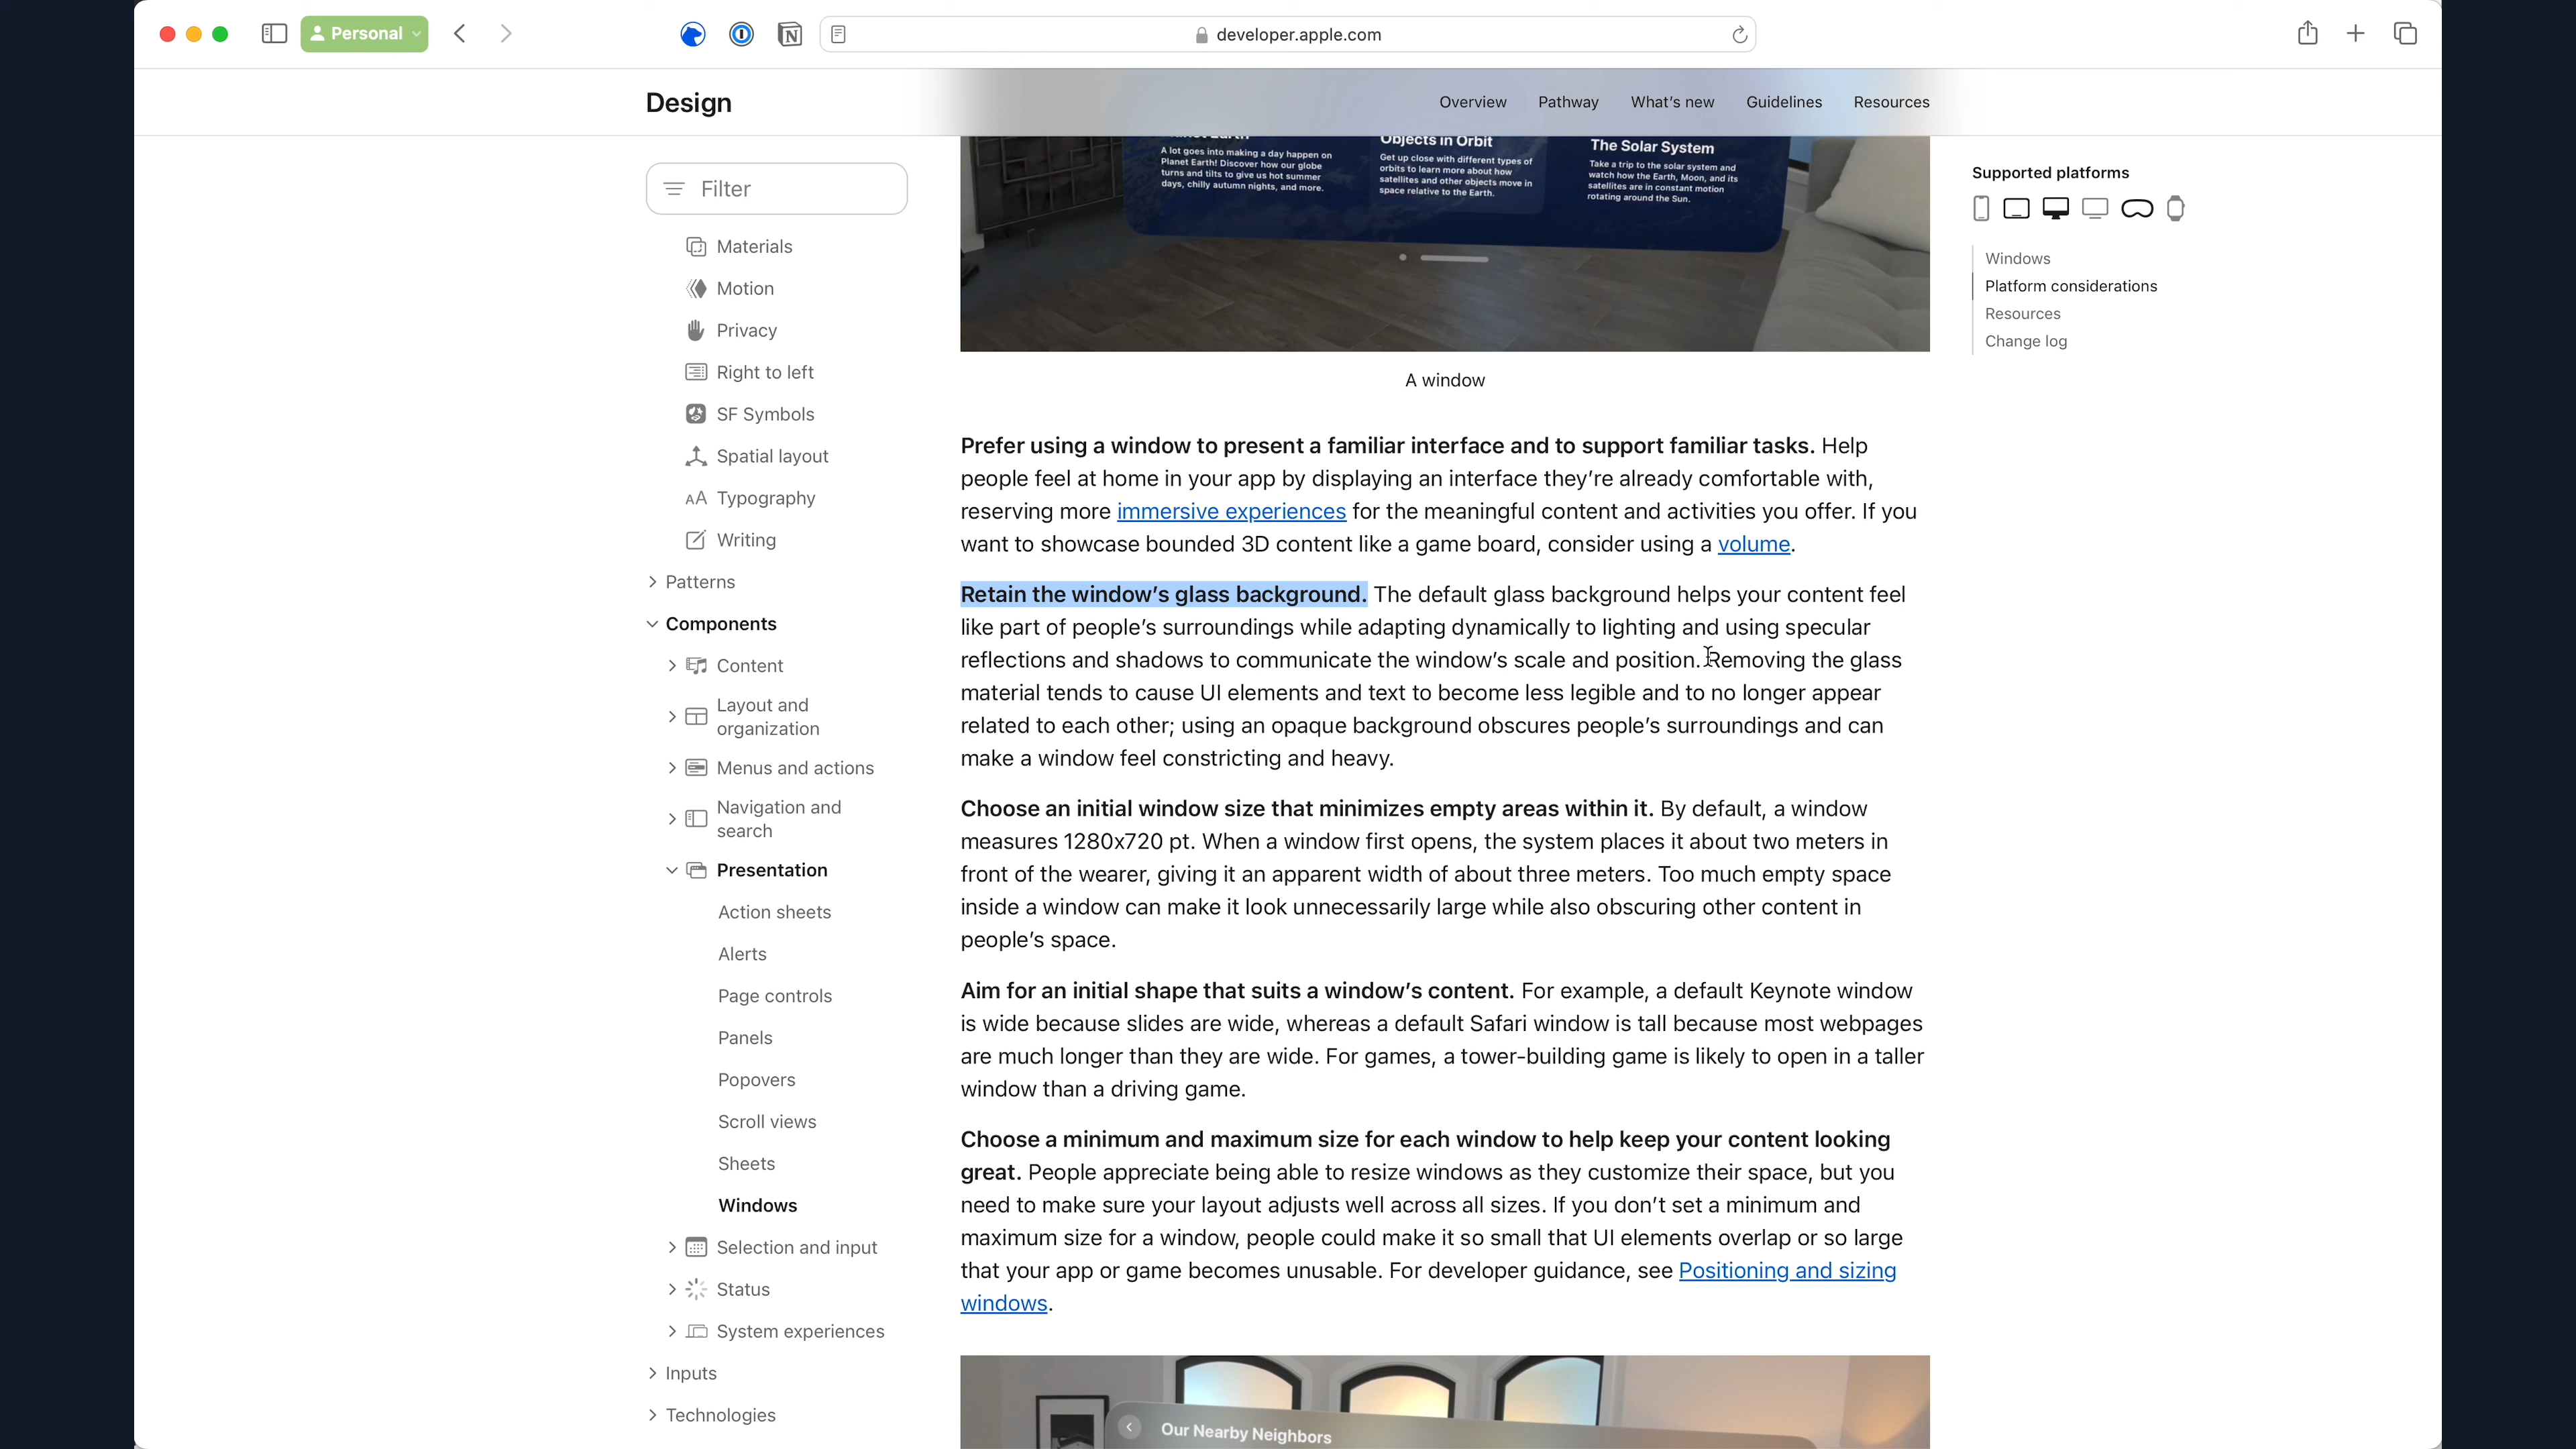 Personal
developer.apple.com
Design
Overview
Pathway
What's new
Guidelines
Resources
Filter
Materials
Motion
Privacy
Right to left
SF Symbols
Spatial layout
AA Typography
Writing
Patterns
Components
Content
Layout and
organization
Menus and actions
Navigation and
search
Presentation
Action sheets
Alerts
Page controls
Panels
Popovers
Scroll views
Sheets
Windows
Selection and input
Status
System experiences
Inputs
Technologies
Planet Earth
A lot goes into making a day happen on
Planet Earth! Discover how our globe
turns and tilts to give us hot summer
days, chilly autumn nights, and more.
Objects in Orbit
Get up close with different types of
orbits to learn more about how
satellites and other objects move in
space relative to the Earth.
The Solar System
Take a trip to the solar system and
watch how the Earth, Moon, and its
satellites are in constant motion
rotating around the Sun.
A window
Prefer using a window to present a familiar interface and to support familiar tasks. Help
people feel at home in your app by displaying an interface they’re already comfortable with,
reserving more immersive experiences for the meaningful content and activities you offer. If you
want to showcase bounded 3D content like a game board, consider using a volume.
Retain the window’s glass background. The default glass background helps your content feel
like part of people’s surroundings while adapting dynamically to lighting and using specular
reflections and shadows to communicate the window’s scale and position. Removing the glass
material tends to cause UI elements and text to become less legible and to no longer appear
related to each other; using an opaque background obscures people’s surroundings and can
make a window feel constricting and heavy.
Choose an initial window size that minimizes empty areas within it. By default, a window
measures 1280x720 pt. When a window first opens, the system places it about two meters in
front of the wearer, giving it an apparent width of about three meters. Too much empty space
inside a window can make it look unnecessarily large while also obscuring other content in
people’s space.
Aim for an initial shape that suits a window’s content. For example, a default Keynote window
is wide because slides are wide, whereas a default Safari window is tall because most webpages
are much longer than they are wide. For games, a tower-building game is likely to open in a taller
window than a driving game.
Choose a minimum and maximum size for each window to help keep your content looking
great. People appreciate being able to resize windows as they customize their space, but you
need to make sure your layout adjusts well across all sizes. If you don’t set a minimum and
maximum size for a window, people could make it so small that UI elements overlap or so large
that your app or game becomes unusable. For developer guidance, see Positioning and sizing
windows.
Our Nearby Neighbors
Supported platforms
Windows
Platform considerations
Resources
Change log